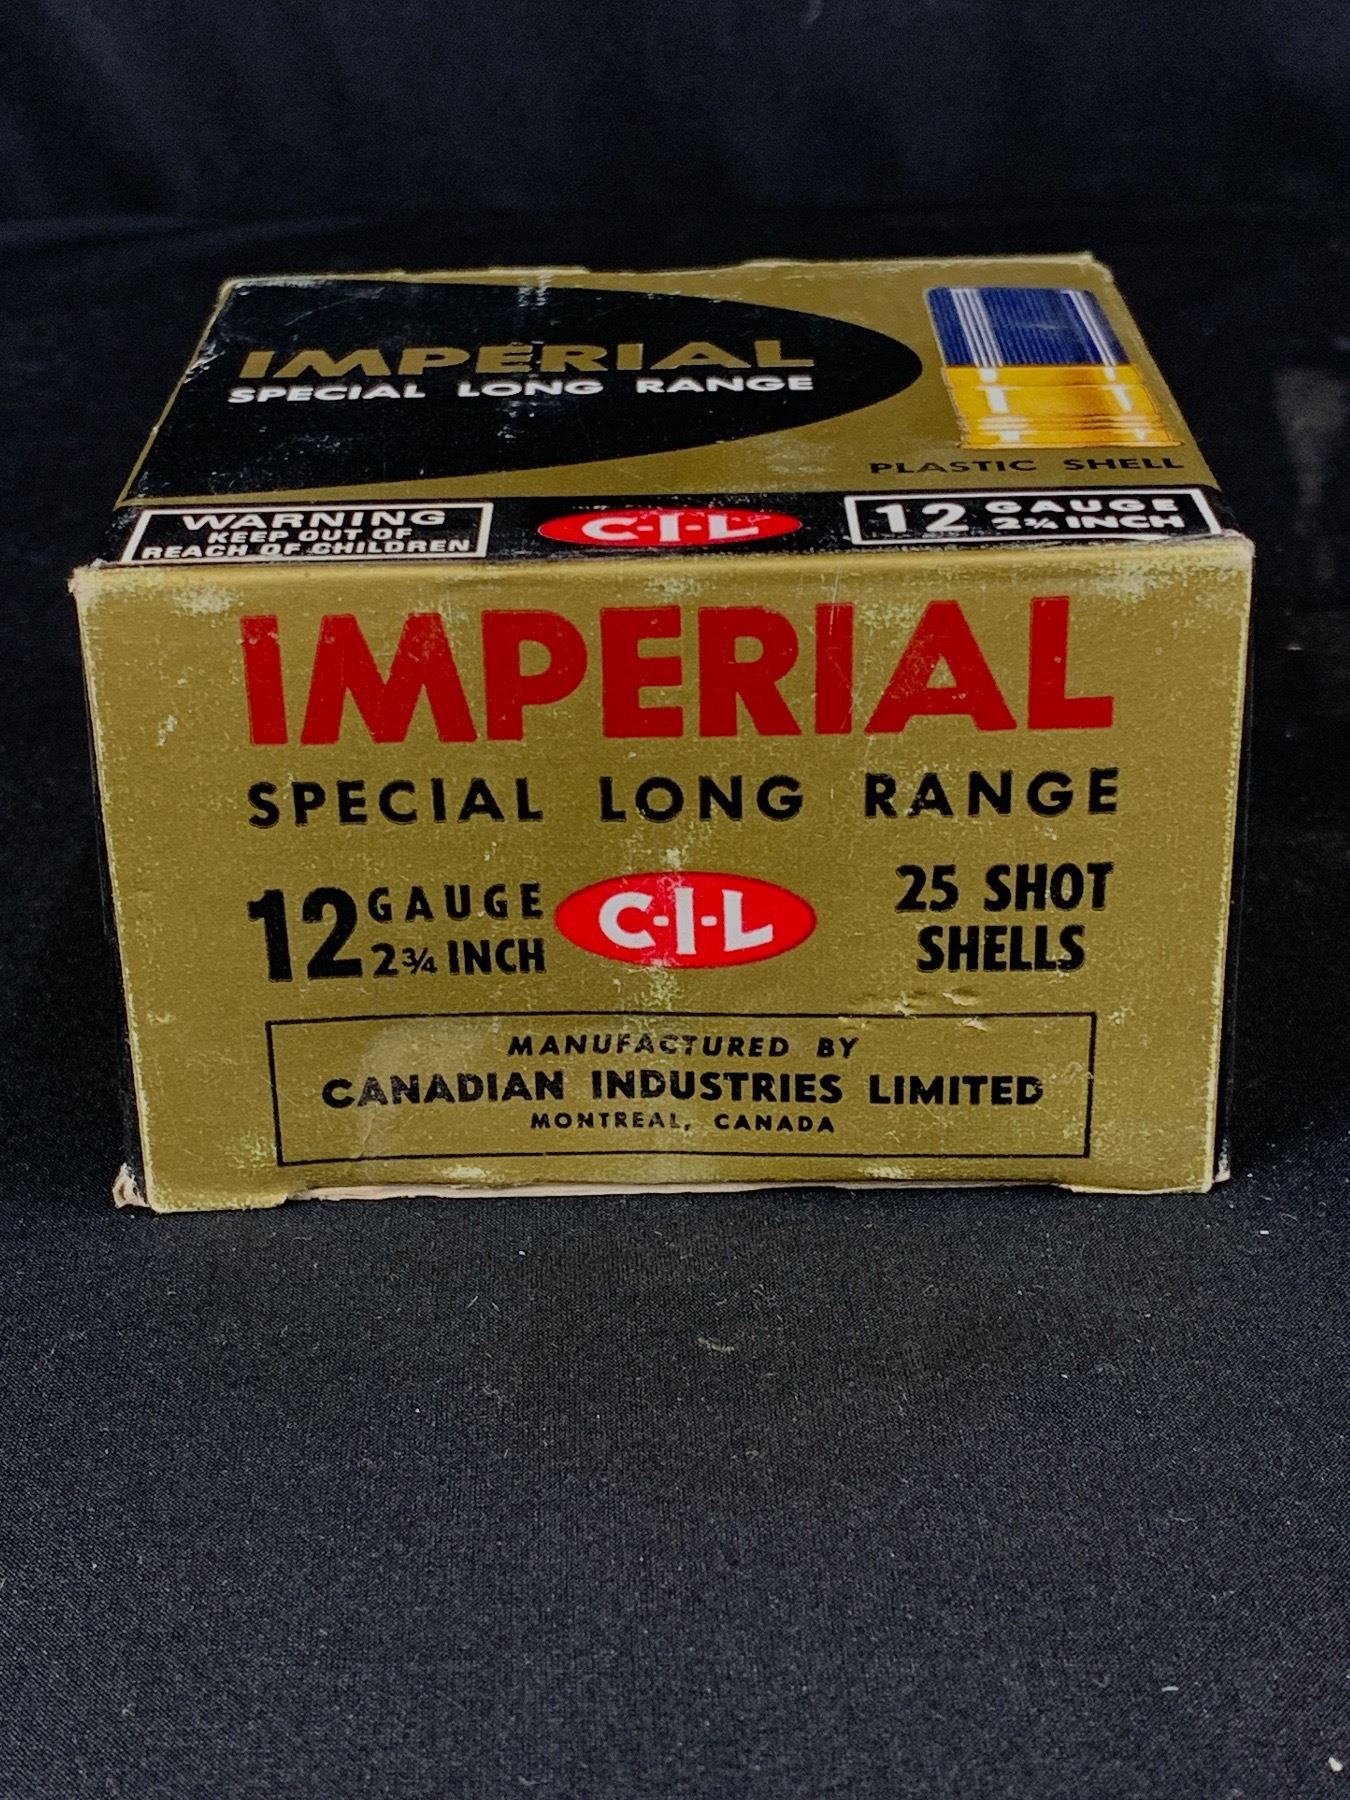 IMPERIAL
SPECIAL LONG RANGE
PLASTIC SHELL
WARNING
KEEP OUT OF
REACH OF CHILDREN
C-I-L
12 GAUGE
2¾ INCH
IMPERIAL
SPECIAL LONG RANGE
12 GAUGE
2¾ INCH
C-I-L
25 SHOT
SHELLS
MANUFACTURED BY
CANADIAN INDUSTRIES LIMITED
MONTREAL, CANADA